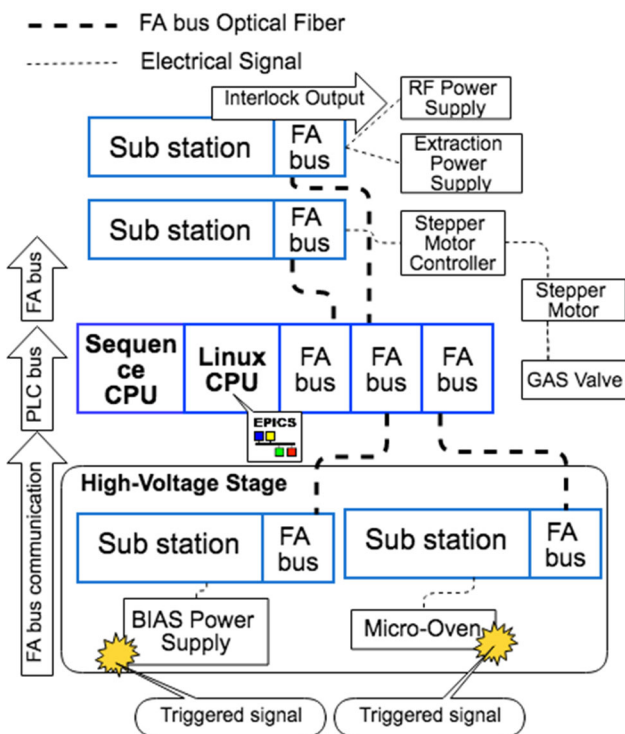 FA bus Optical Fiber
Electrical Signal
Interlock Output
RF Power
Supply
Sub station
FA
bus
Extraction
Power
Supply
Sub station
FA
bus
Stepper
Motor
Controller
FA bus
Stepper
Motor
Sequen
ce
CPU
Linux
CPU
FA
bus
FA
bus
FA
bus
PLC bus
GAS Valve
EPICS
FA bus communication
High-Voltage Stage
Sub station
FA
bus
Sub station
FA
bus
BIAS Power
Supply
Micro-Oven
Triggered signal
Triggered signal